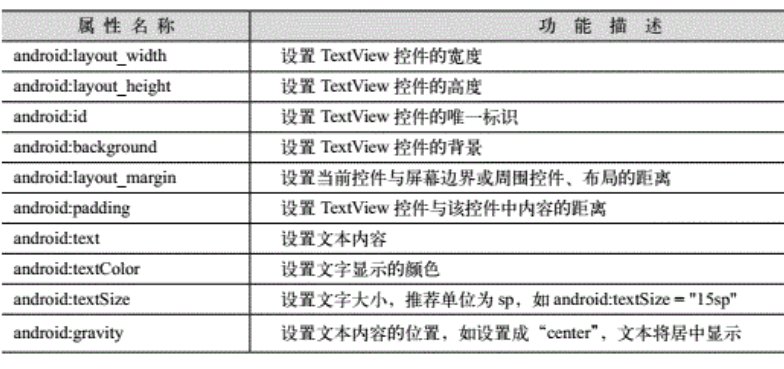 属 性 名 称 功 能 描 述
android:layout_width 设置 TextView 控件的宽度
android:layout_height 设置 TextView 控件的高度
android:id 设置 TextView 控件的唯一标识
android:background 设置 TextView 控件的背景
android:layout_margin 设置当前控件与屏幕边界或周围控件、布局的距离
android:padding 设置 TextView 控件与该控件中内容的距离
android:text 设置文本内容
android:textColor 设置文字显示的颜色
android:textSize 设置文字大小，推荐单位为 sp，如 android:textSize = "15sp"
android:gravity 设置文本内容的位置，如设置成“center”，文本将居中显示